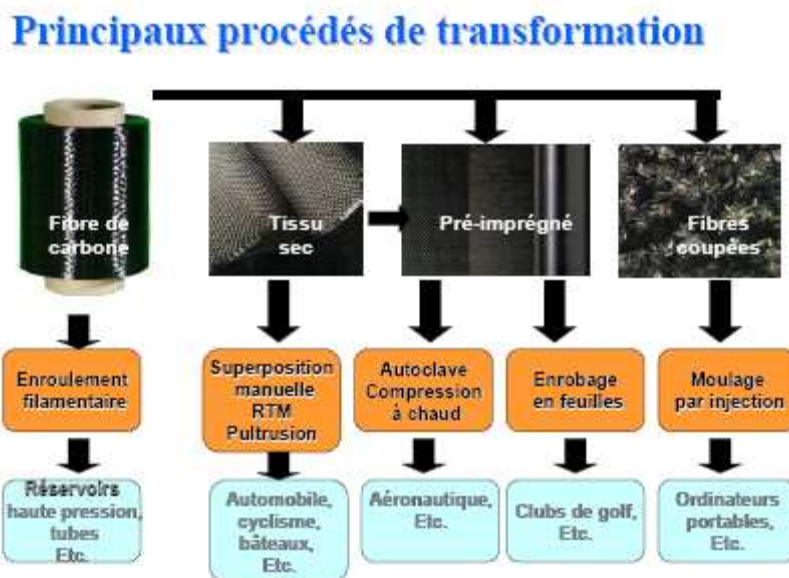 Principaux procédés de transformation
Fibre de
carbone
Tissu
sec
Pré-imprégné
Fibres
coupées
Enroulement
filamentaire
Superposition
manuelle
RTM
Pultrusion
Autoclave
Compression
à chaud
Enrobage
en feuilles
Moulage
par injection
Réservoirs
haute pression,
tubes
Etc.
Automobile,
cyclisme,
bâteaux,
Etc.
Aéronautique,
Etc.
Clubs de golf,
Etc.
Ordinateurs
portables,
Etc.